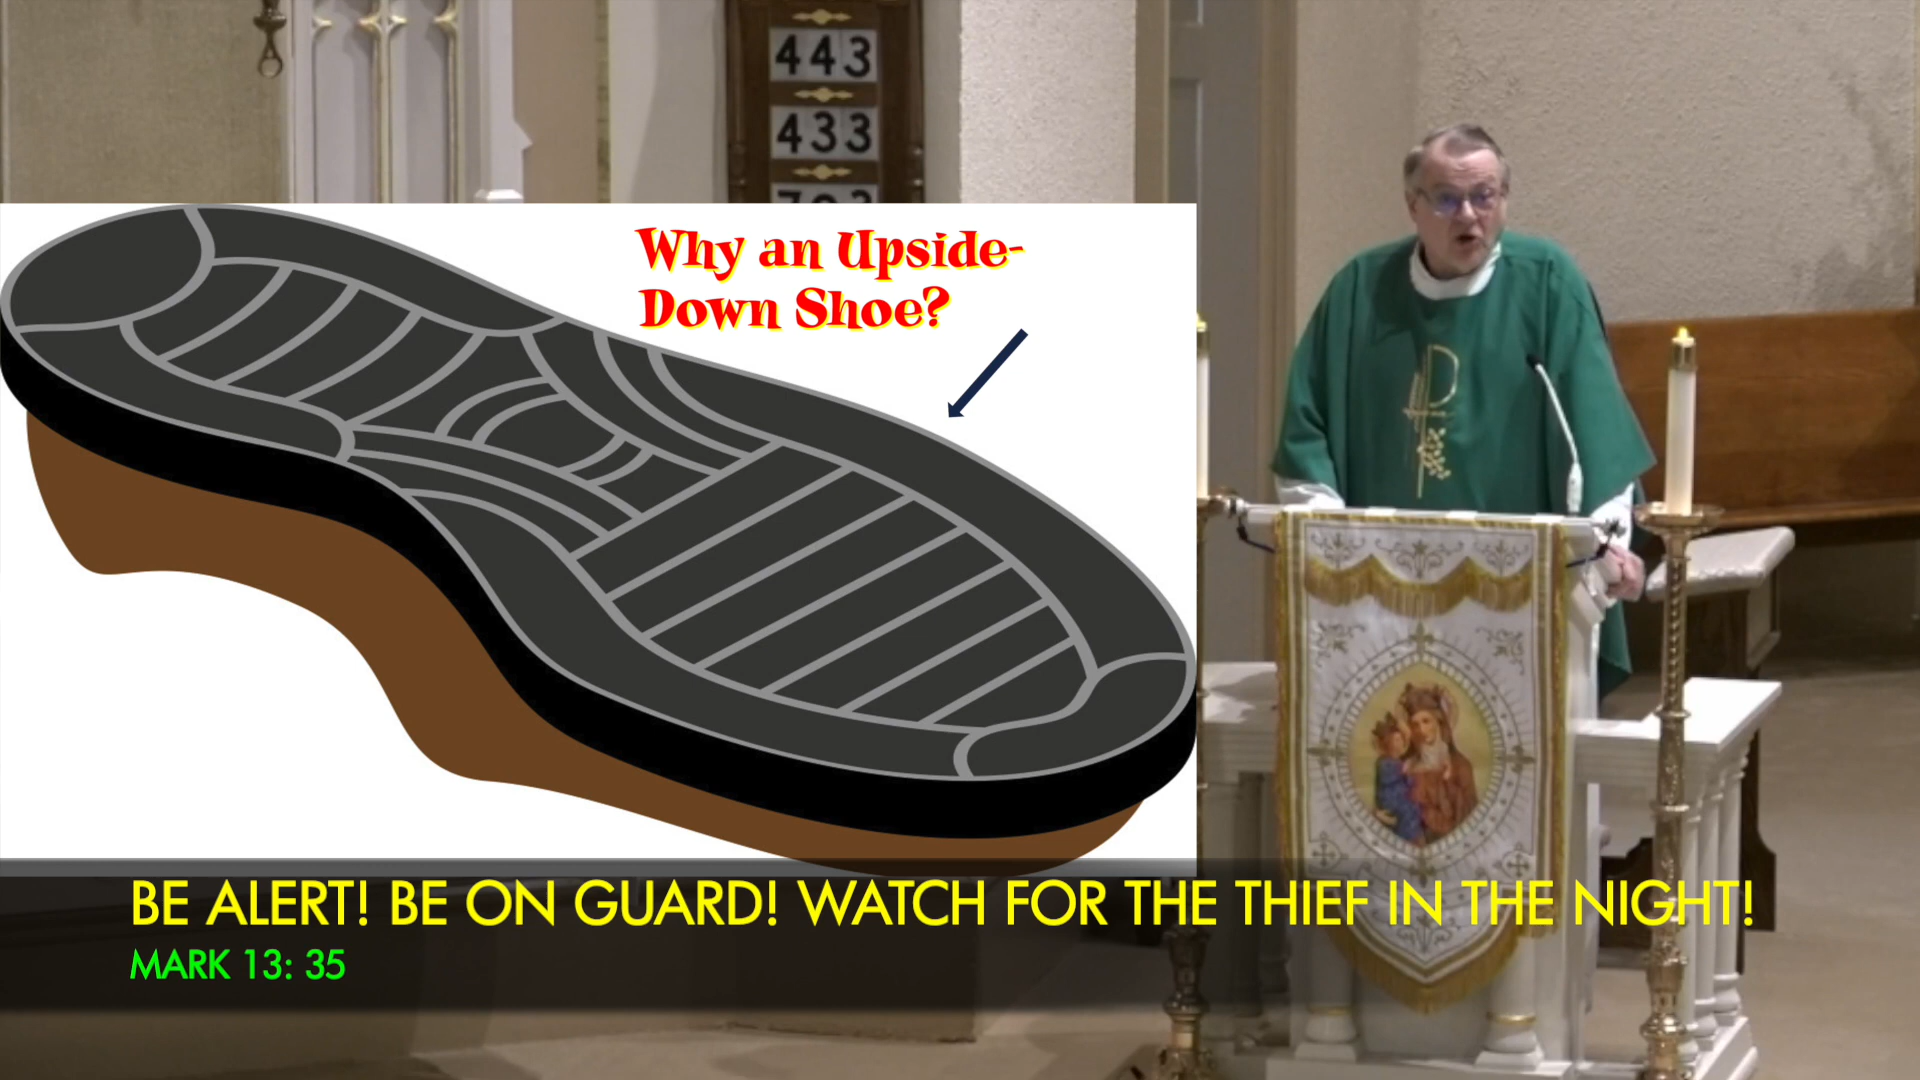 443
433
Why an Upside-
Down Shoe?
BE ALERT! BE ON GUARD! WATCH FOR THE THIEF IN THE NIGHT!
MARK 13: 35